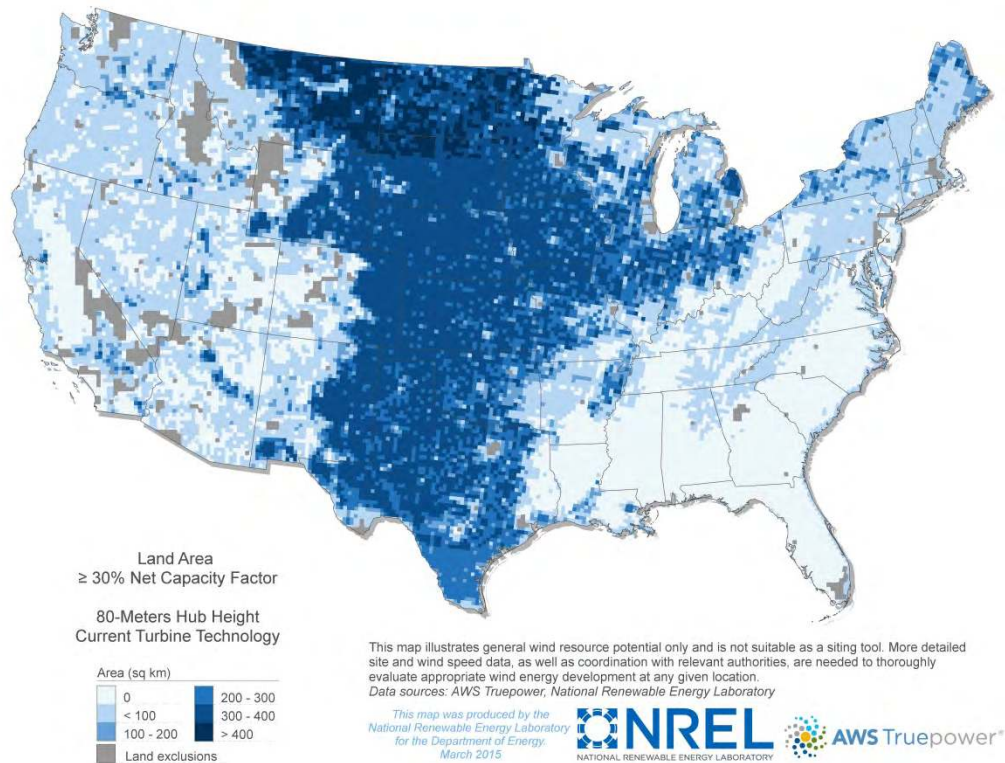 Land Area
≥ 30% Net Capacity Factor
80-Meters Hub Height
Current Turbine Technology
Area (sq km)
0
< 100
100 - 200
200 - 300
300 - 400
> 400
Land exclusions
This map illustrates general wind resource potential only and is not suitable as a siting tool. More detailed
site and wind speed data, as well as coordination with relevant authorities, are needed to thoroughly
evaluate appropriate wind energy development at any given location.
Data sources: AWS Truepower, National Renewable Energy Laboratory
This map was produced by the
National Renewable Energy Laboratory
for the Department of Energy.
March 2015
NREL
NATIONAL RENEWABLE ENERGY LABORATORY
AWS Truepower®